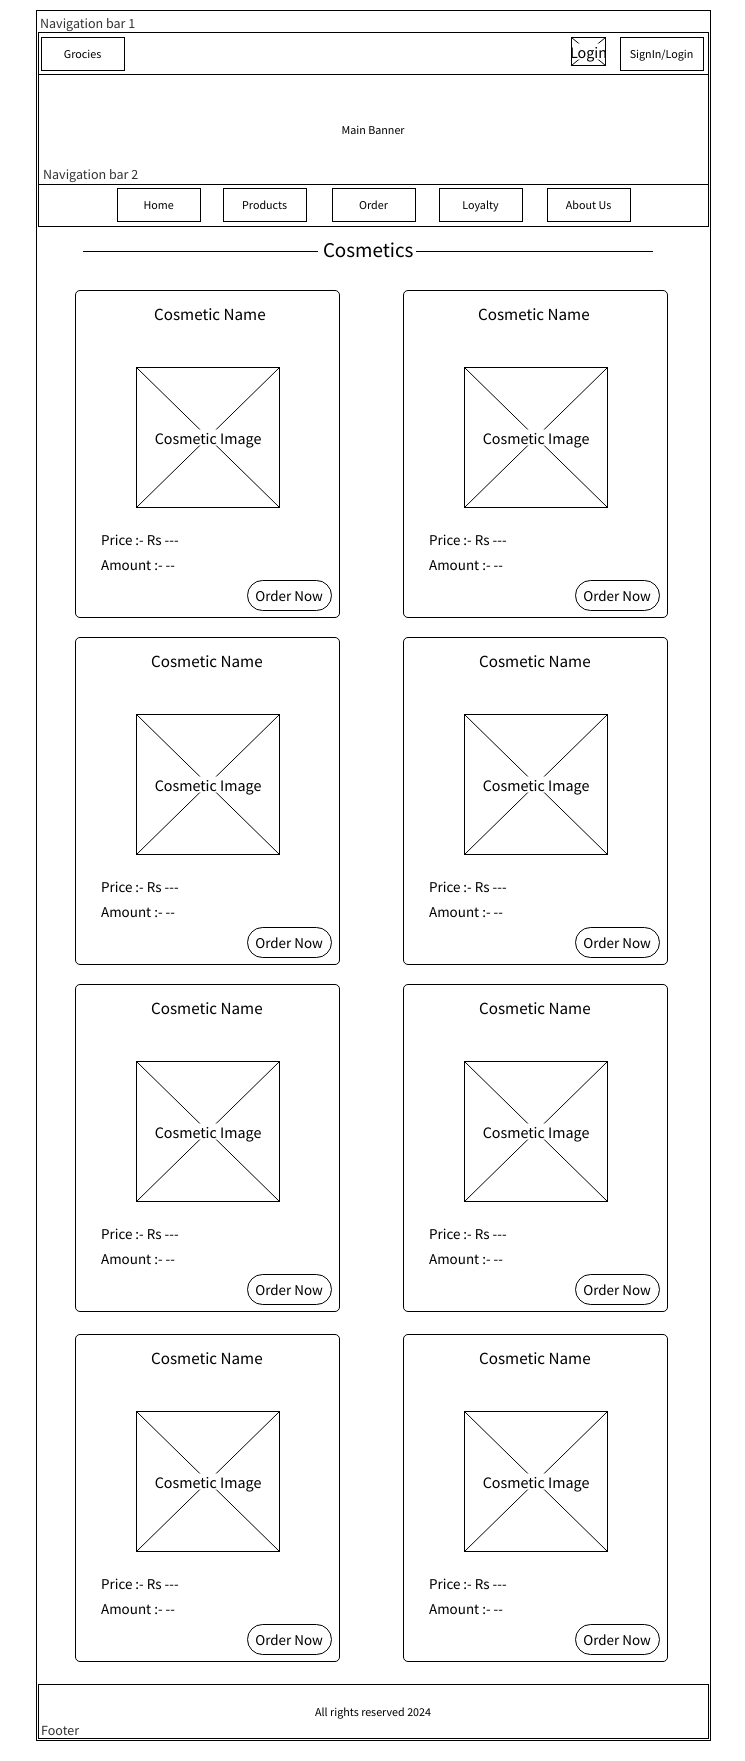 Navigation bar 1
Grocies
Login
SignIn/Login
Main Banner
Navigation bar 2
Home
Products
Order
Loyalty
About Us
Cosmetics
Cosmetic Name
Cosmetic Image
Price :- Rs ---
Amount :- --
Order Now
Cosmetic Name
Cosmetic Image
Price :- Rs ---
Amount :- --
Order Now
Cosmetic Name
Cosmetic Image
Price :- Rs ---
Amount :- --
Order Now
Cosmetic Name
Cosmetic Image
Price :- Rs ---
Amount :- --
Order Now
Cosmetic Name
Cosmetic Image
Price :- Rs ---
Amount :- --
Order Now
Cosmetic Name
Cosmetic Image
Price :- Rs ---
Amount :- --
Order Now
Cosmetic Name
Cosmetic Image
Price :- Rs ---
Amount :- --
Order Now
Cosmetic Name
Cosmetic Image
Price :- Rs ---
Amount :- --
Order Now
All rights reserved 2024
Footer